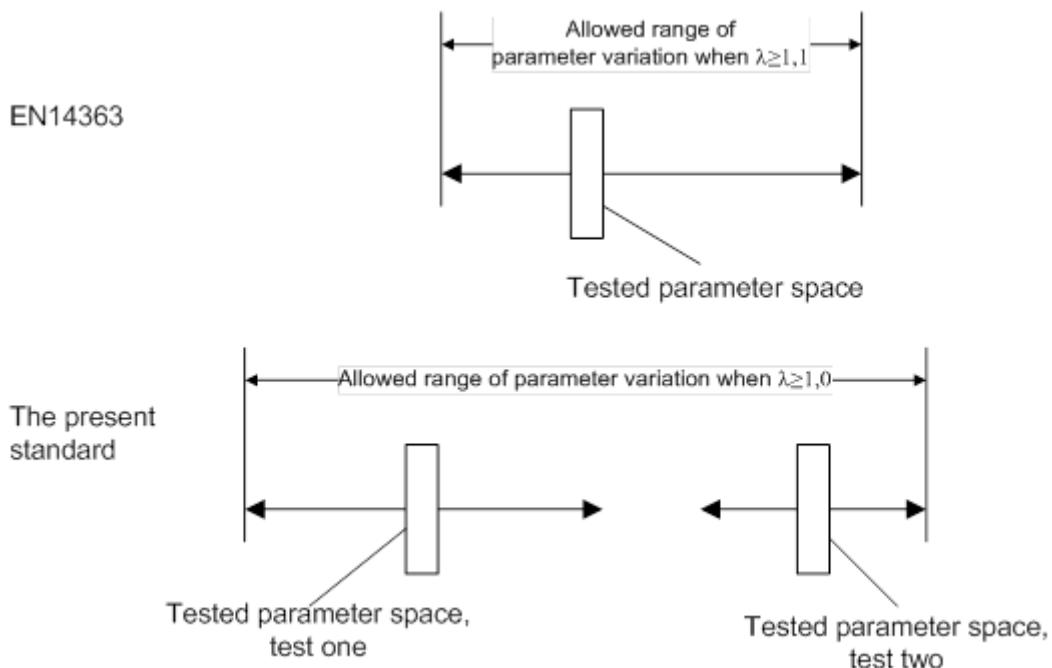 Allowed range of
parameter variation when λ≥1,1
EN14363
Tested parameter space
Allowed range of parameter variation when λ≥1,0
The present
standard
Tested parameter space,
test one
Tested parameter space,
test two